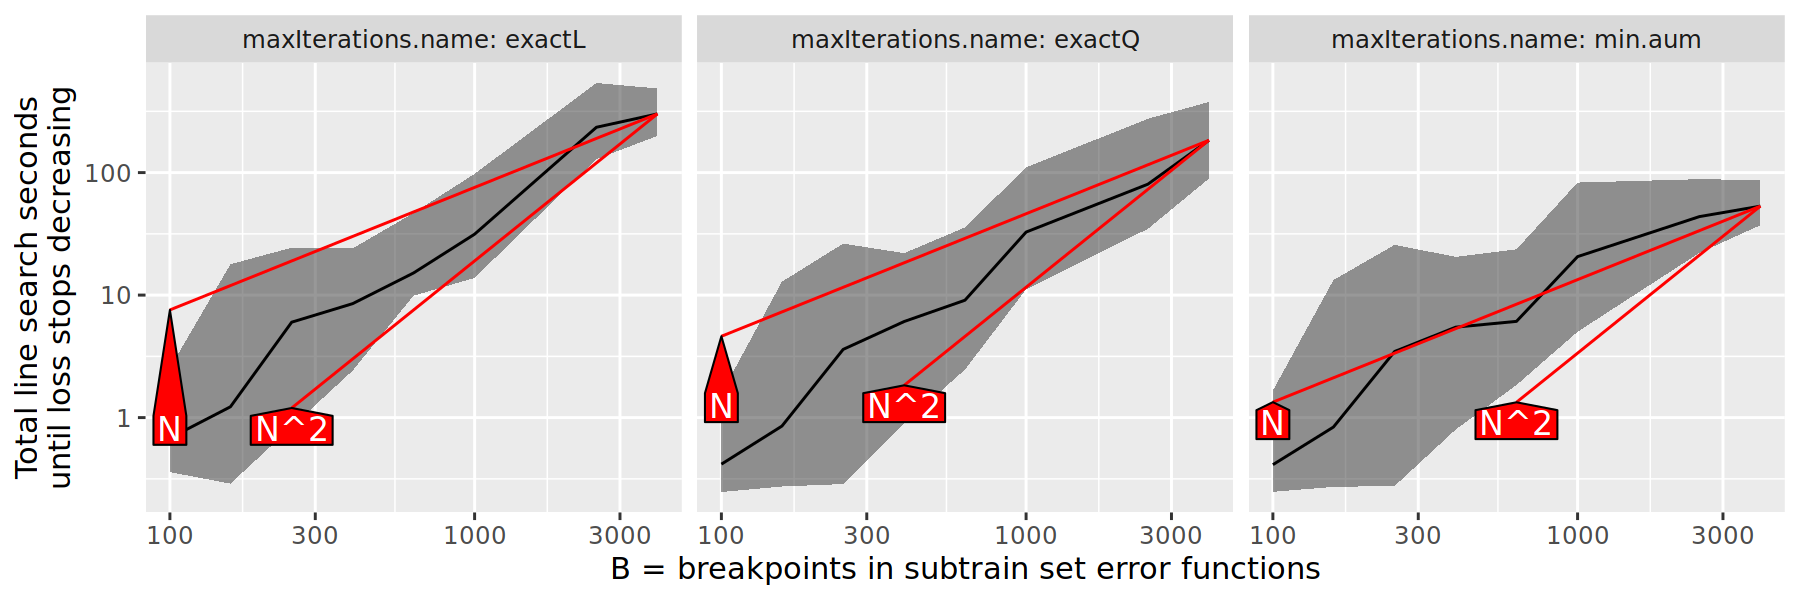 maxIterations.name: exactL
maxIterations.name: exactQ
maxIterations.name: min.aum
Total line search seconds
until loss stops decreasing
100
10
1
N
N^2
N
N^2
N
N^2
100
300
1000
3000
100
300
1000
3000
100
300
1000
3000
B = breakpoints in subtrain set error functions